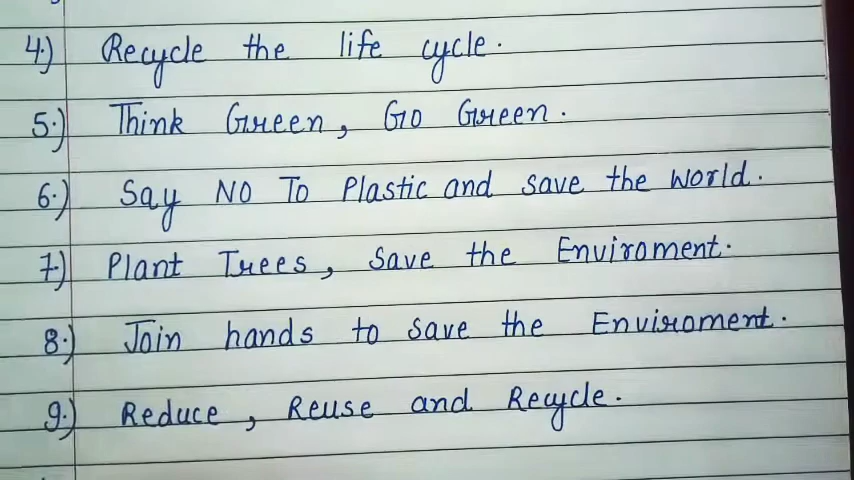 4.) Recycle the life cycle.
5.) Think Green, Go Green.
6.) Say NO To Plastic and save the world.
7.) Plant Trees, Save the Enviroment.
8.) Join hands to save the Enviroment.
9.) Reduce, Reuse and Recycle.